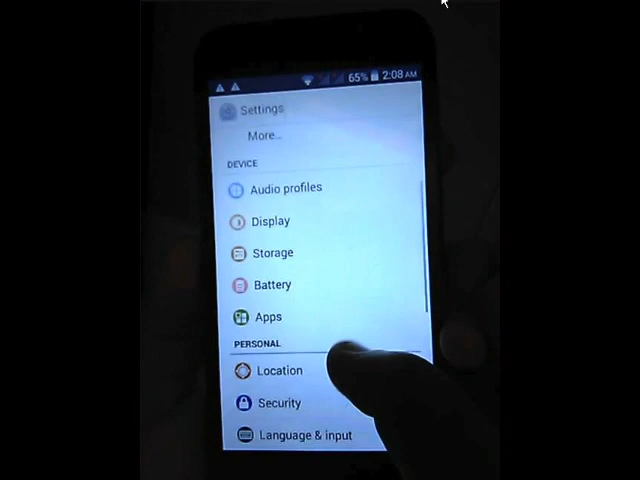 65% 2:08 AM
Settings
More...
DEVICE
Audio profiles
Display
Storage
Battery
Apps
PERSONAL
Location
Security
Language & input